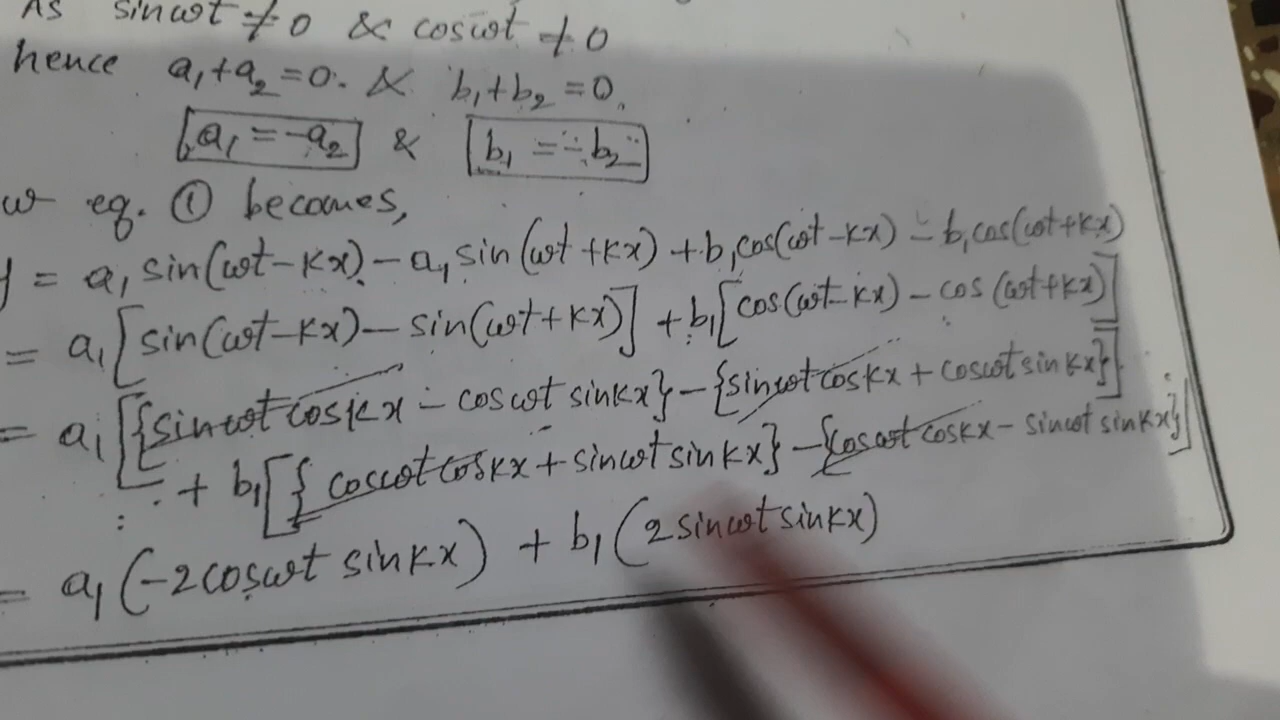 As sinωt ≠ 0 & cosωt ≠ 0
hence a₁+a₂=0. & b₁+b₂=0.
a₁ = -a₂ & b₁ = -b₂
w eq. ① becomes,
y = a₁ sin(ωt-kx) - a₁ sin(ωt+kx) + b₁cos(ωt-kx) - b₁cos(ωt+kx)
= a₁[sin(ωt-kx) - sin(ωt+kx)] + b₁[cos(ωt-kx) - cos(ωt+kx)]
= a₁[{sinωt coskx - cosωt sinkx} - {sinωt coskx + cosωt sinkx}]
+ b₁[{cosωt coskx + sinωt sinkx} - {cosωt coskx - sinωt sinkx}]
= a₁(-2cosωt sinkx) + b₁(2sinωt sinkx)